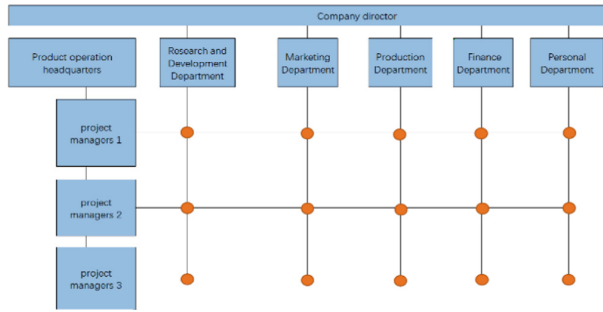 Company director
Product operation
headquarters
Research and
Development
Department
Marketing
Department
Production
Department
Finance
Department
Personal
Department
project
managers 1
project
managers 2
project
managers 3